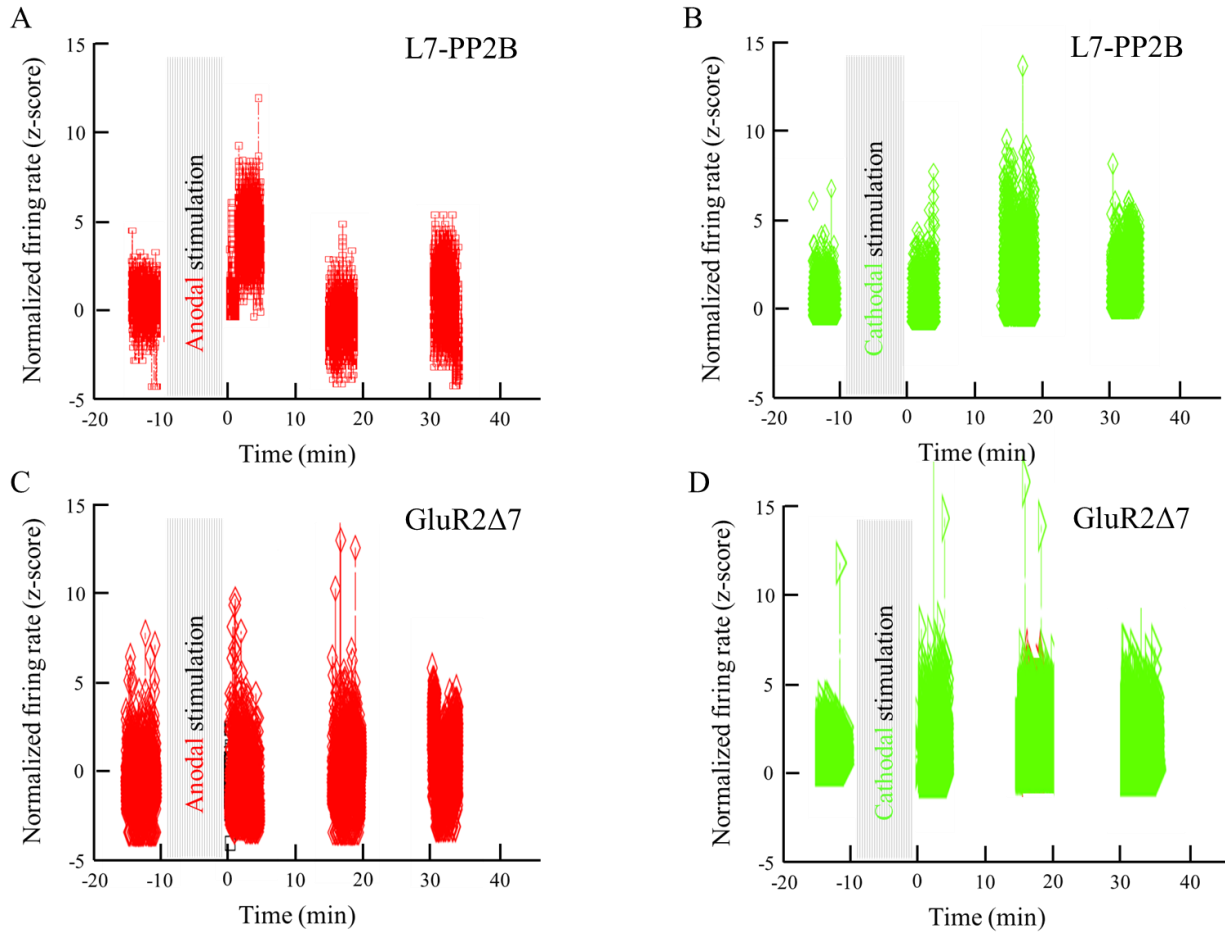 A
L7-PP2B
Normalized firing rate (z-score)
15
10
5
0
-5
Anodal stimulation
-20
-10
0
10
20
30
40
Time (min)
B
L7-PP2B
Normalized firing rate (z-score)
15
10
5
0
-5
Cathodal stimulation
-20
-10
0
10
20
30
40
Time (min)
C
GluR2Δ7
Normalized firing rate (z-score)
15
10
5
0
-5
Anodal stimulation
-20
-10
0
10
20
30
40
Time (min)
D
GluR2Δ7
Normalized firing rate (z-score)
15
10
5
0
-5
Cathodal stimulation
-20
-10
0
10
20
30
40
Time (min)